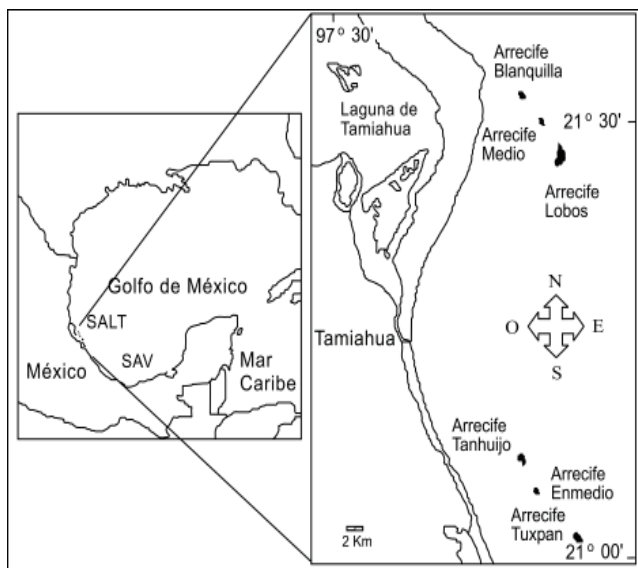 Golfo de México
SALT
SAV
México
Mar
Caribe
97° 30'
Arrecife
Blanquilla
Laguna de
Tamiahua
21° 30'
Arrecife
Medio
Arrecife
Lobos
N
O
E
S
Tamiahua
Arrecife
Tanhuijo
Arrecife
Enmedio
Arrecife
Tuxpan
2 Km
21° 00'